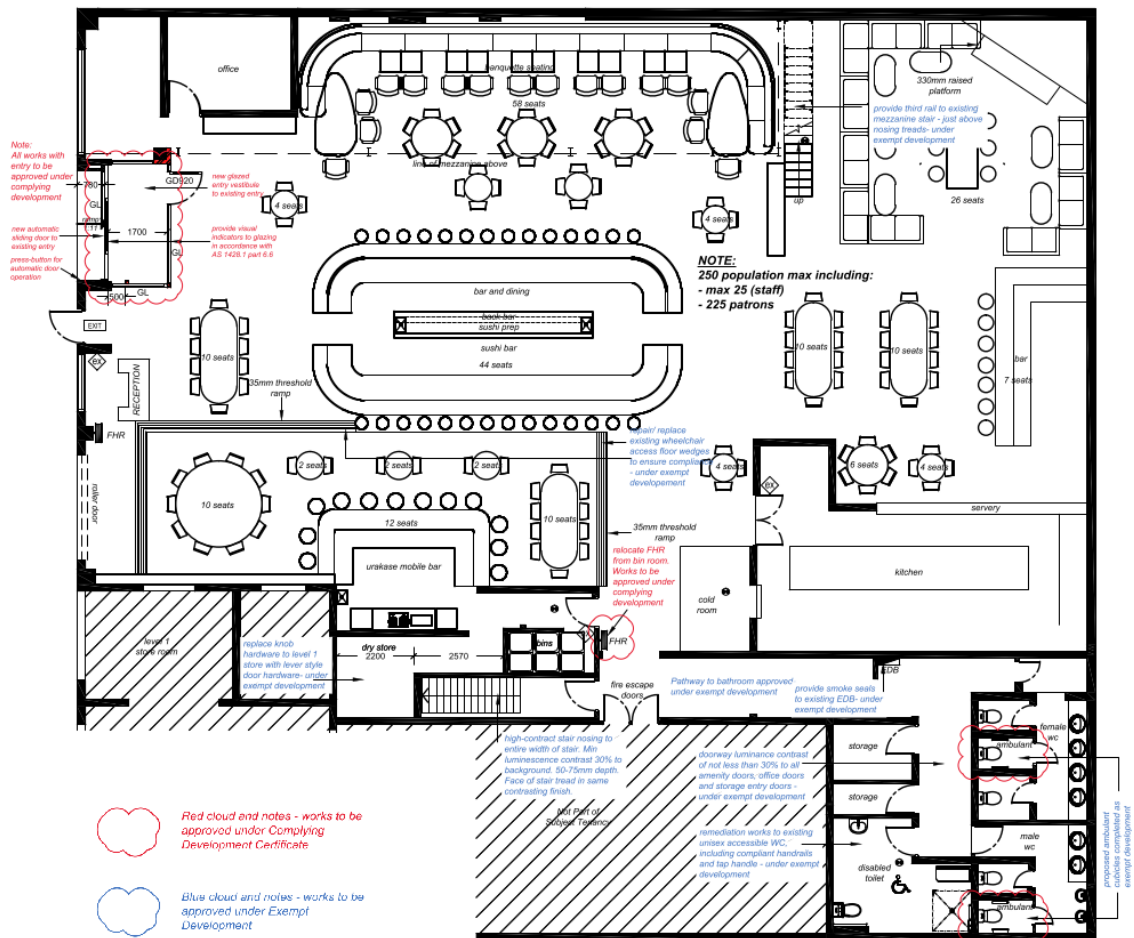 office
banquette seating
58 seats
330mm raised
platform
provide third rail to existing
mezzanine stair - just above
nosing treads- under
exempt development
Note:
All works with
entry to be
approved under
complying
development
780
GL
ramp
1:11
GD920
new glazed
entry vestibule
to existing entry
line of mezzanine above
4 seats
4 seats
up
26 seats
new automatic
sliding door to
existing entry
1700
provide visual
indicators to glazing
in accordance with
AS 1428.1 part 6.6
GL
press-button for
automatic door
operation
500
GL
NOTE:
250 population max including:
- max 25 (staff)
- 225 patrons
bar and dining
back bar
sushi prep
sushi bar
44 seats
EXIT
ex
10 seats
10 seats
10 seats
bar
7 seats
RECEPTION
35mm threshold
ramp
FHR
repair/ replace
existing wheelchair
access floor wedges
to ensure compliance
- under exempt
developement
2 seats
2 seats
2 seats
4 seats
6 seats
4 seats
roller door
10 seats
12 seats
10 seats
ex
servery
35mm threshold
ramp
urakase mobile bar
relocate FHR
from bin room.
Works to be
approved under
complying
development
kitchen
cold
room
level 1
store room
replace knob
hardware to level 1
store with lever style
door hardware- under
exempt development
dry store
2200
2570
bins
FHR
fire escape
doors
Pathway to bathroom approved
under exempt development
EDB
provide smoke seals
to existing EDB- under
exempt development
high-contract stair nosing to
entire width of stair. Min
luminescence contrast 30% to
background. 50-75mm depth.
Face of stair tread in same
contrasting finish.
storage
female
wc
ambulant
doorway luminance contrast
of not less than 30% to all
amenity doors, office doors
and storage entry doors -
under exempt development
storage
Not Part of
Subject Tenancy
remediation works to existing
unisex accessible WC,
including compliant handrails
and tap handle - under exempt
development
male
wc
disabled
toilet
ambulant
proposed ambulant
cubicles completed as
exempt development
Red cloud and notes - works to be
approved under Complying
Development Certificate
Blue cloud and notes - works to be
approved under Exempt
Development